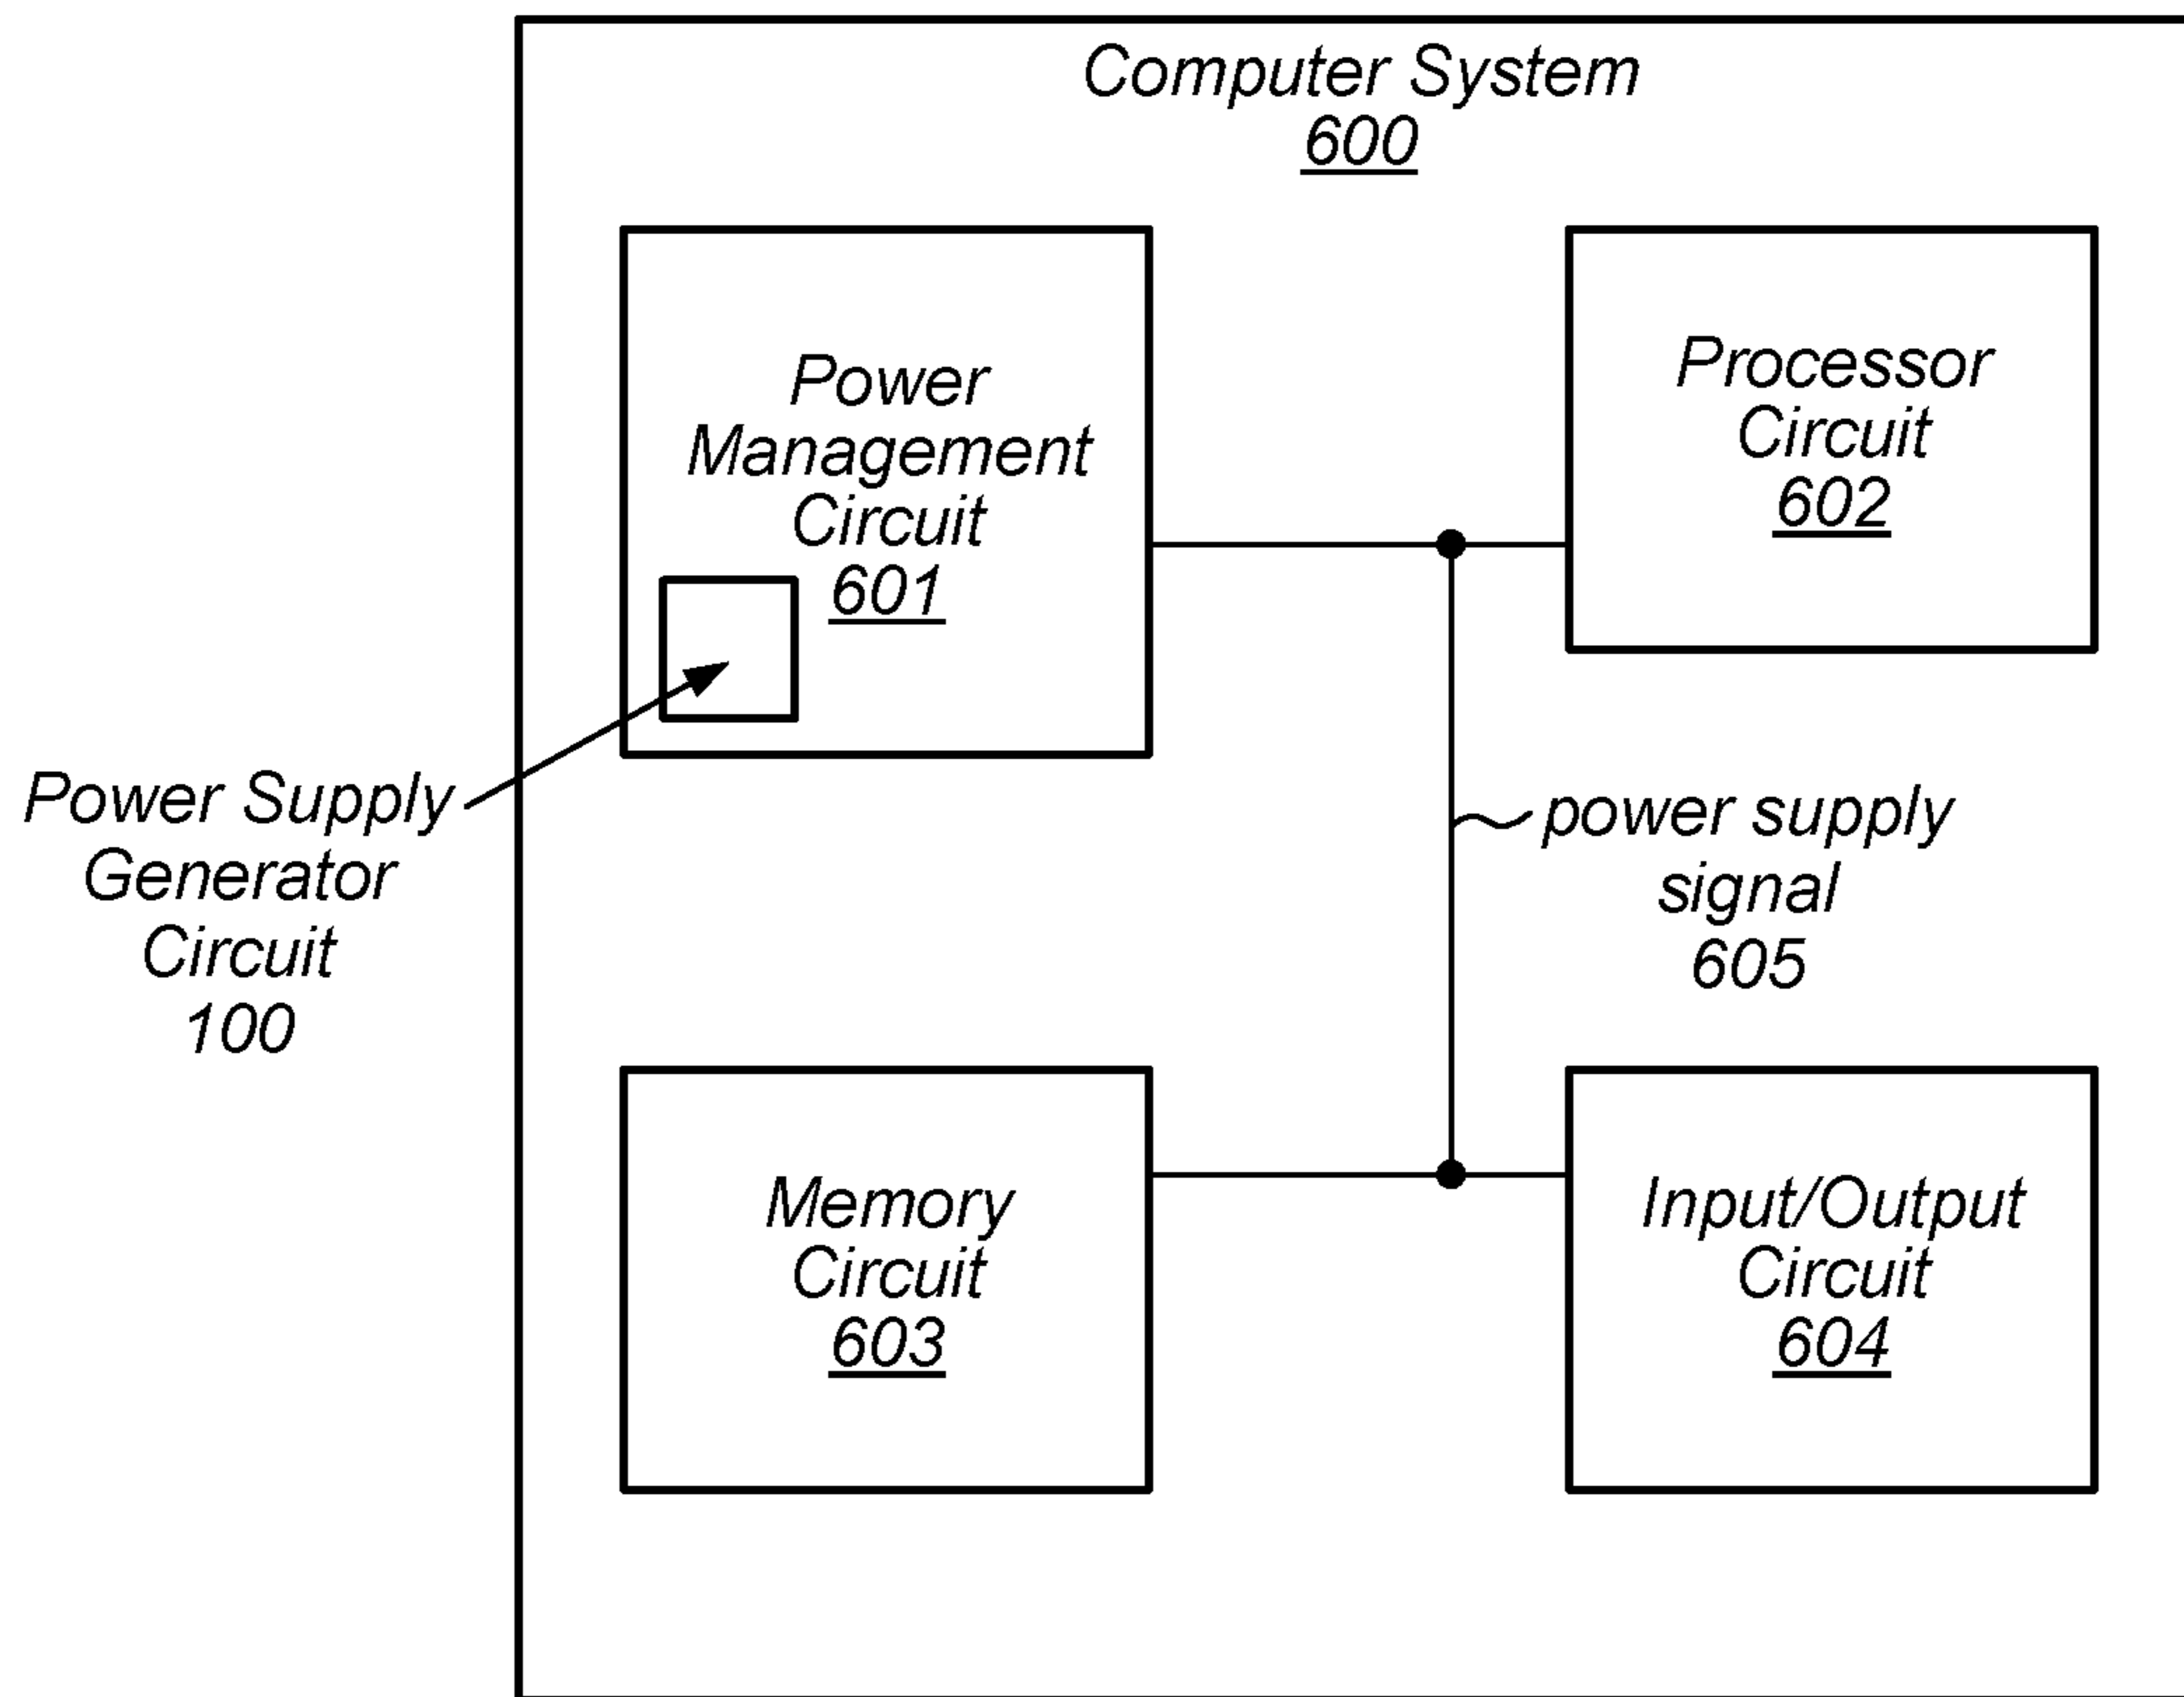 Computer System
600
Power
Management
Circuit
601
Processor
Circuit
602
Power Supply
Generator
Circuit
100
power supply
signal
605
Memory
Circuit
603
Input/Output
Circuit
604